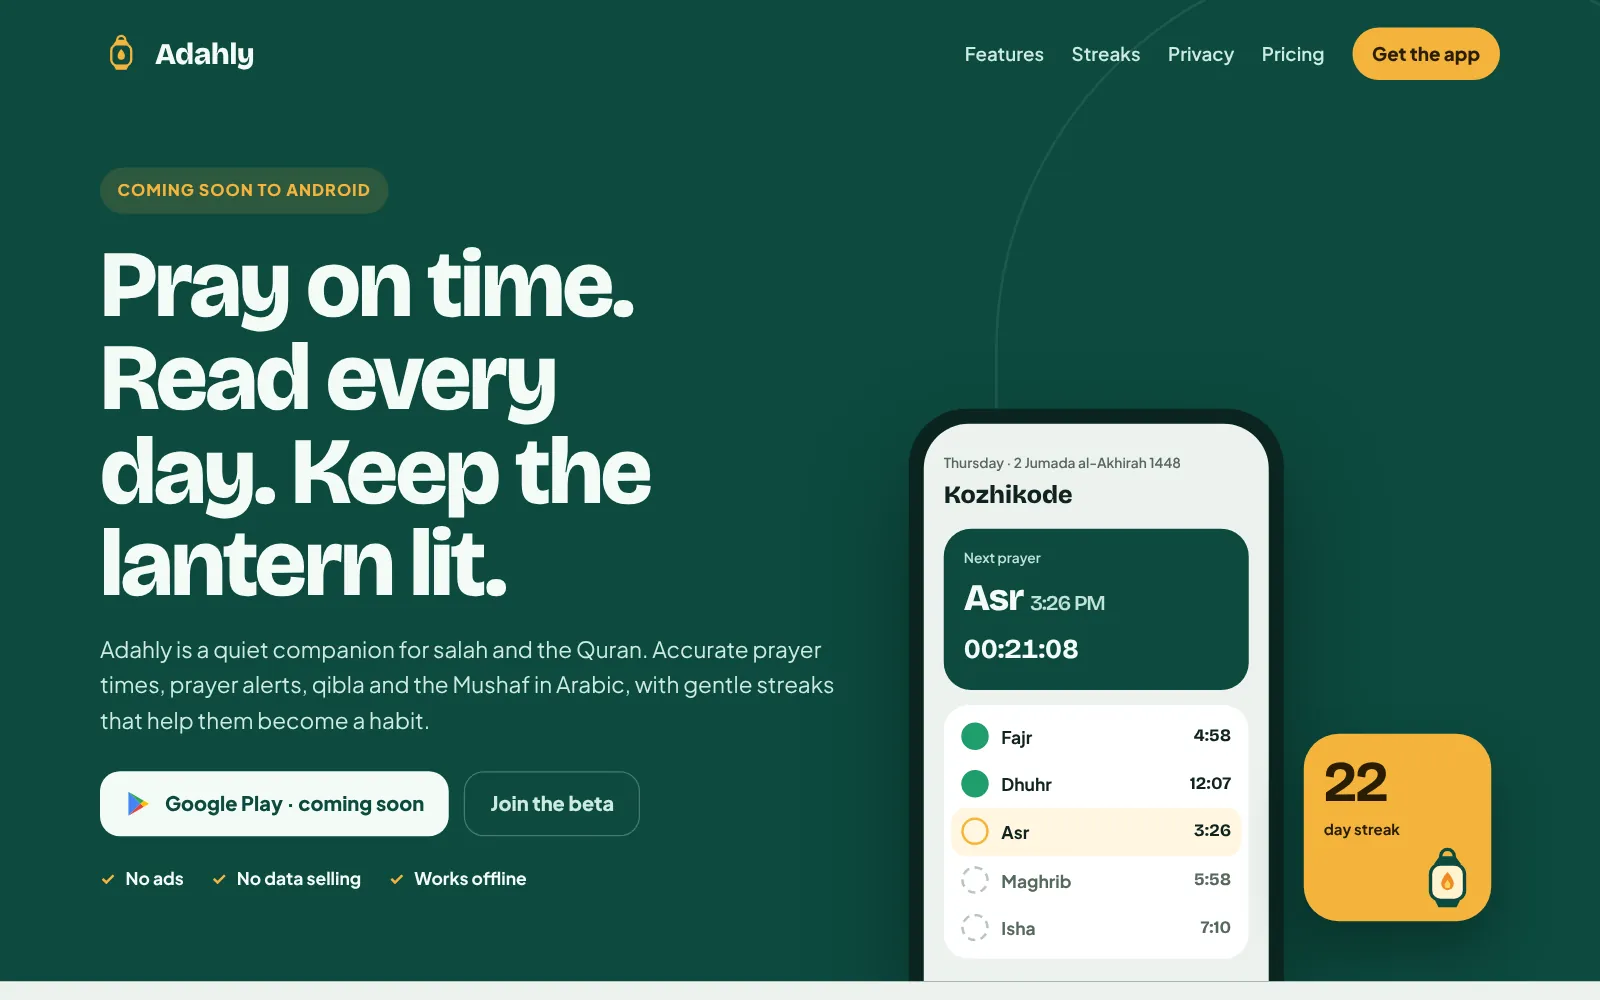 Adahly
Features
Streaks
Privacy
Pricing
Get the app
COMING SOON TO ANDROID
Pray on time.
Read every
day. Keep the
lantern lit.
Adahly is a quiet companion for salah and the Quran. Accurate prayer
times, prayer alerts, qibla and the Mushaf in Arabic, with gentle streaks
that help them become a habit.
Google Play · coming soon
Join the beta
No ads
No data selling
Works offline
Thursday · 2 Jumada al-Akhirah 1448
Kozhikode
Next prayer
Asr 3:26 PM
00:21:08
Fajr 4:58
Dhuhr 12:07
Asr 3:26
Maghrib 5:58
Isha 7:10
22
day streak